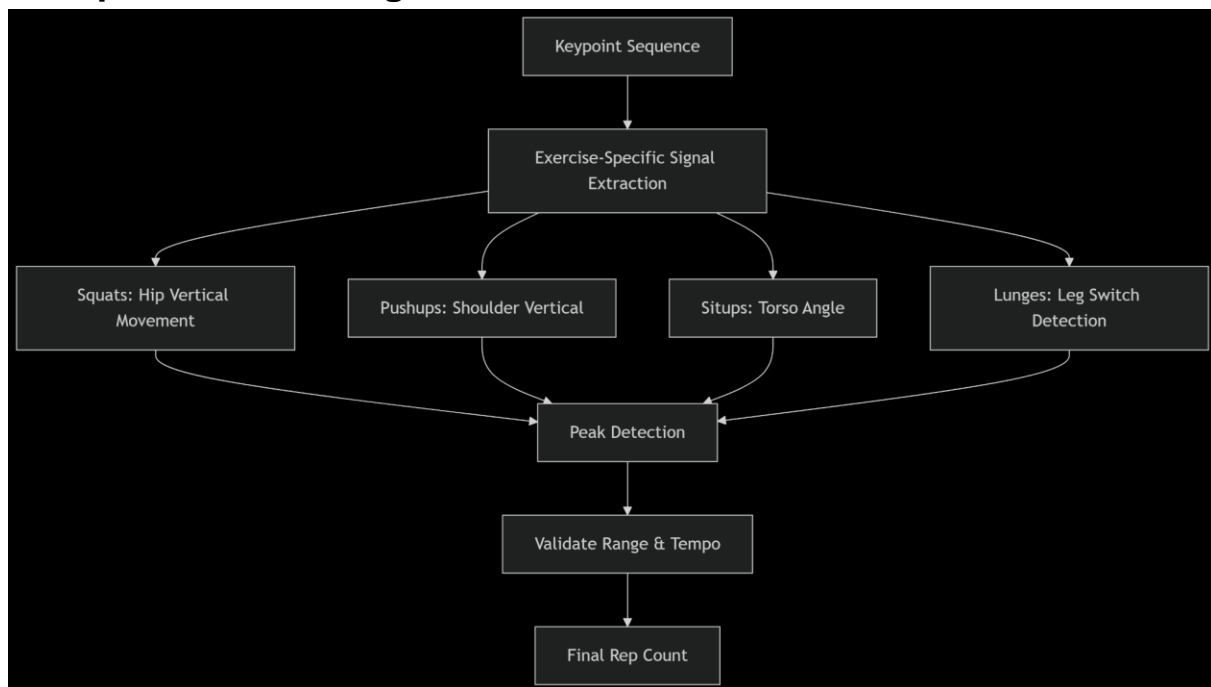 Keypoint Sequence
Exercise-Specific Signal
Extraction
Squats: Hip Vertical
Movement
Pushups: Shoulder Vertical
Situps: Torso Angle
Lunges: Leg Switch
Detection
Peak Detection
Validate Range & Tempo
Final Rep Count